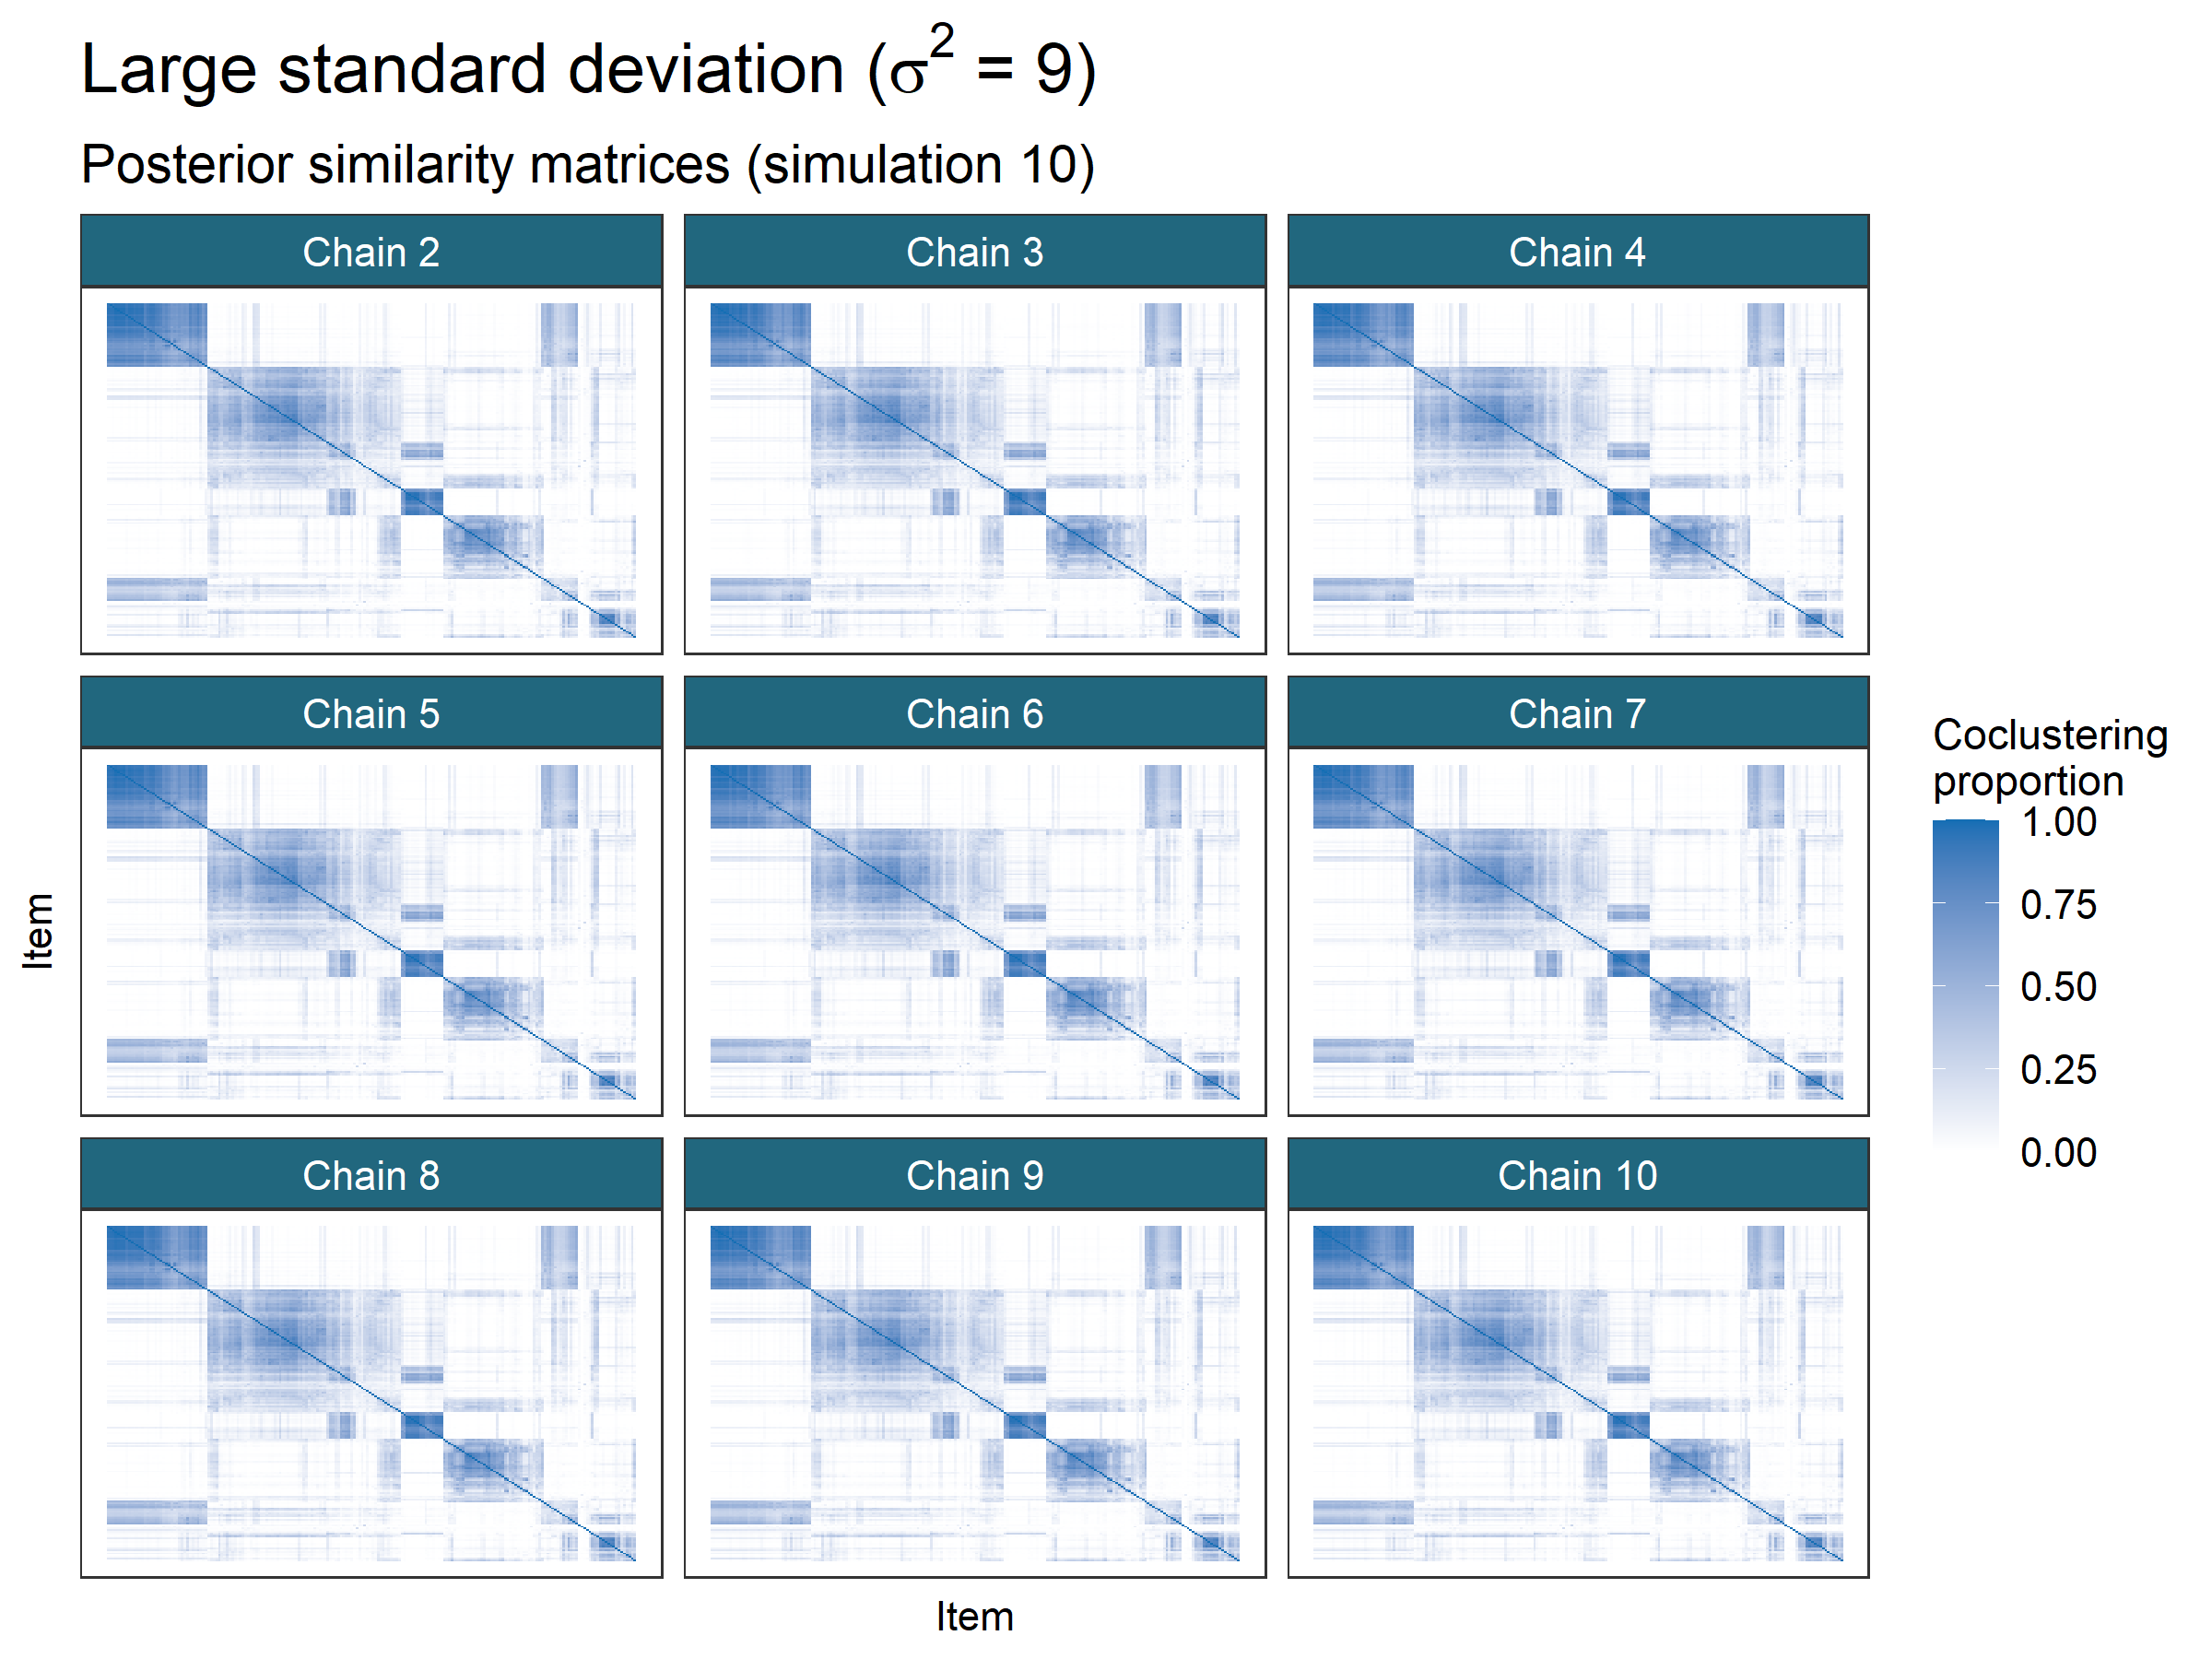 Large standard deviation (σ² = 9)
Posterior similarity matrices (simulation 10)
Chain 2
Chain 3
Chain 4
Chain 5
Chain 6
Chain 7
Chain 8
Chain 9
Chain 10
Item
Item
Coclustering
proportion
1.00
0.75
0.50
0.25
0.00